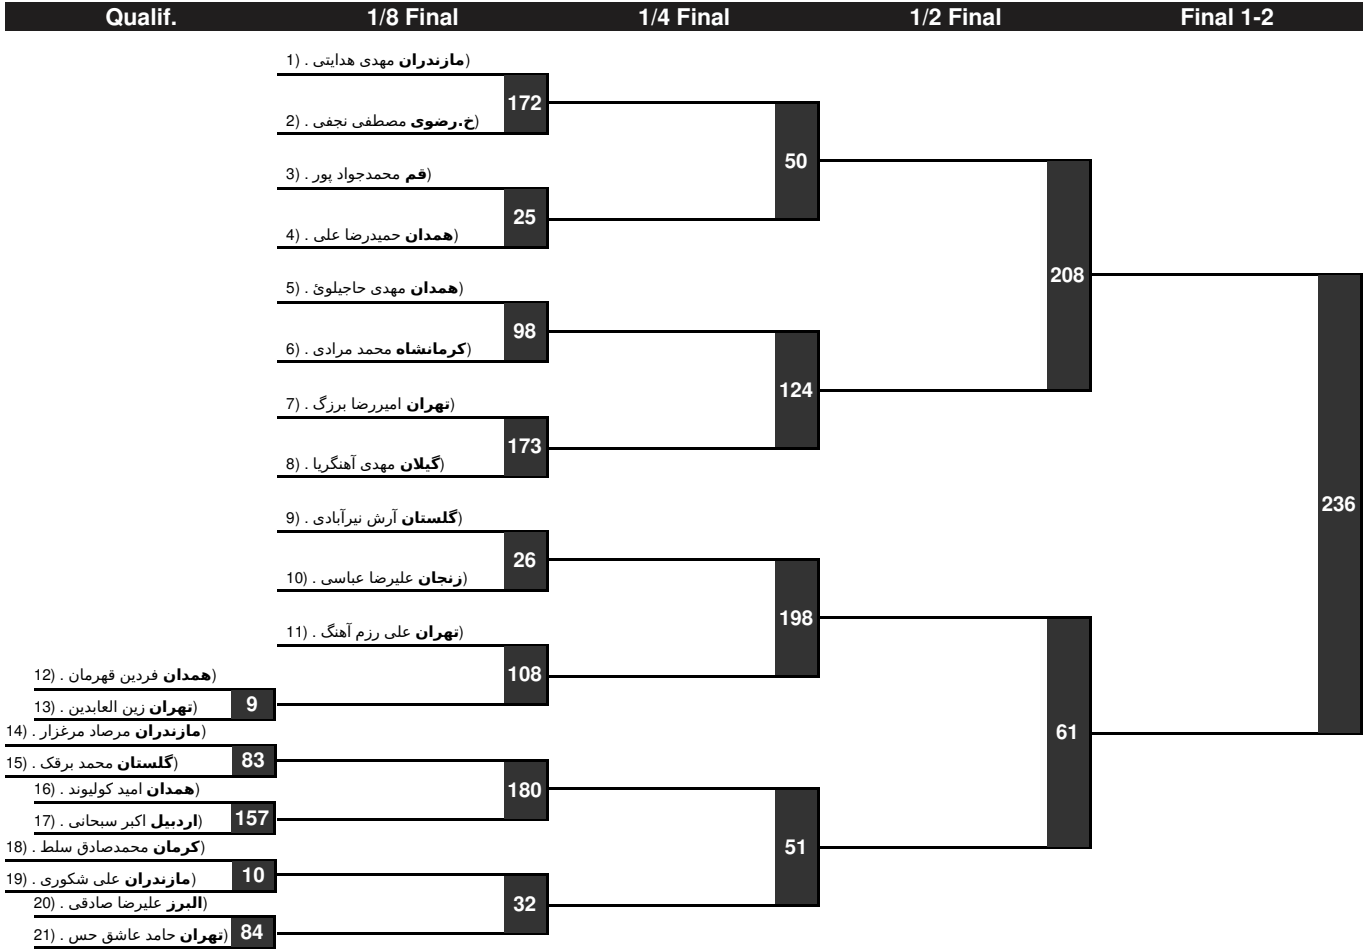 Qualif. 1/8 Final 1/4 Final 1/2 Final Final 1-2
1) . مهدی هدایتی (مازندران)
172
2) . مصطفی نجفی (خ.رضوی)
50
3) . محمدجواد پور (قم)
25
4) . حمیدرضا علی (همدان)
208
5) . مهدی حاجیلوئ (همدان)
98
6) . محمد مرادی (کرمانشاه)
124
7) . امیررضا برزگ (تهران)
173
8) . مهدی آهنگریا (گیلان)
236
9) . آرش نیرآبادی (گلستان)
26
10) . علیرضا عباسی (زنجان)
198
11) . علی رزم آهنگ (تهران)
108
12) . فردین قهرمان (همدان)
9
13) . زین العابدین (تهران)
14) . مرصاد مرغزار (مازندران)
61
83
15) . محمد برقک (گلستان)
180
16) . امید کولیوند (همدان)
157
17) . اکبر سبحانی (اردبیل)
51
18) . محمدصادق سلط (کرمان)
10
19) . علی شکوری (مازندران)
32
20) . علیرضا صادقی (البرز)
84
21) . حامد عاشق حس (تهران)